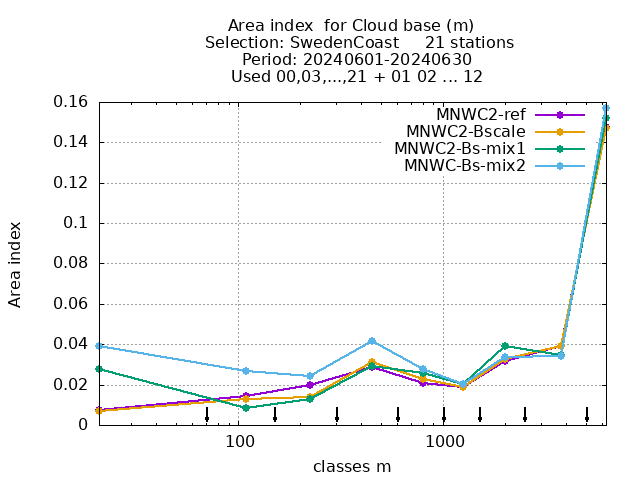 Area index  for Cloud base (m)
Selection: SwedenCoast     21 stations
Period: 20240601-20240630
Used 00,03,...,21 + 01 02 ... 12
MNWC2-ref
MNWC2-Bscale
MNWC2-Bs-mix1
MNWC-Bs-mix2
Area index
0.16
0.14
0.12
0.1
0.08
0.06
0.04
0.02
0
100 1000
classes m